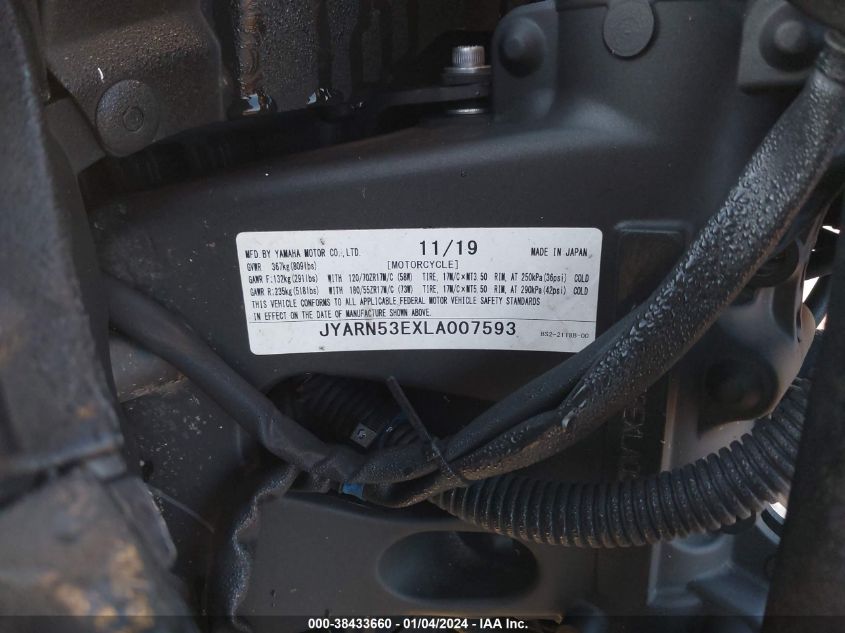 MFD.BY YAMAHA MOTOR CO.,LTD. 11/19 MADE IN JAPAN
GVWR 367kg(809lbs) [MOTORCYCLE]
GAWR F:132kg(291lbs) WITH 120/70ZR17M/C (58W) TIRE, 17M/C×MT3.50 RIM, AT 250kPa(36psi) COLD
GAWR R:235kg(518lbs) WITH 180/55ZR17M/C (73W) TIRE, 17M/C×MT5.50 RIM, AT 290kPa(42psi) COLD
THIS VEHICLE CONFORMS TO ALL APPLICABLE FEDERAL MOTOR VEHICLE SAFETY STANDARDS
IN EFFECT ON THE DATE OF MANUFACTURE SHOWN ABOVE.
JYARN53EXLA007593
000-38433660 - 01/04/2024 - IAA Inc.